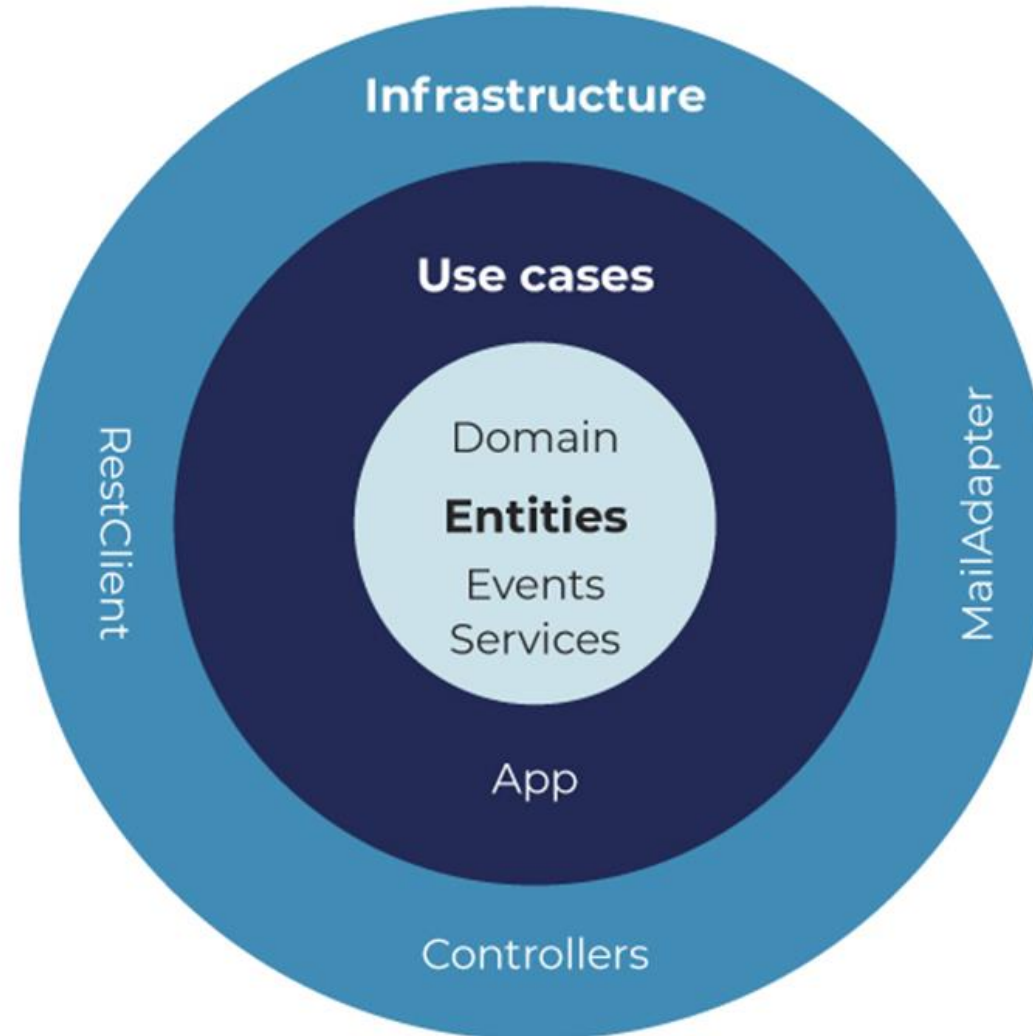 Infrastructure
Use cases
Domain
Entities
Events
Services
RestClient
MailAdapter
App
Controllers